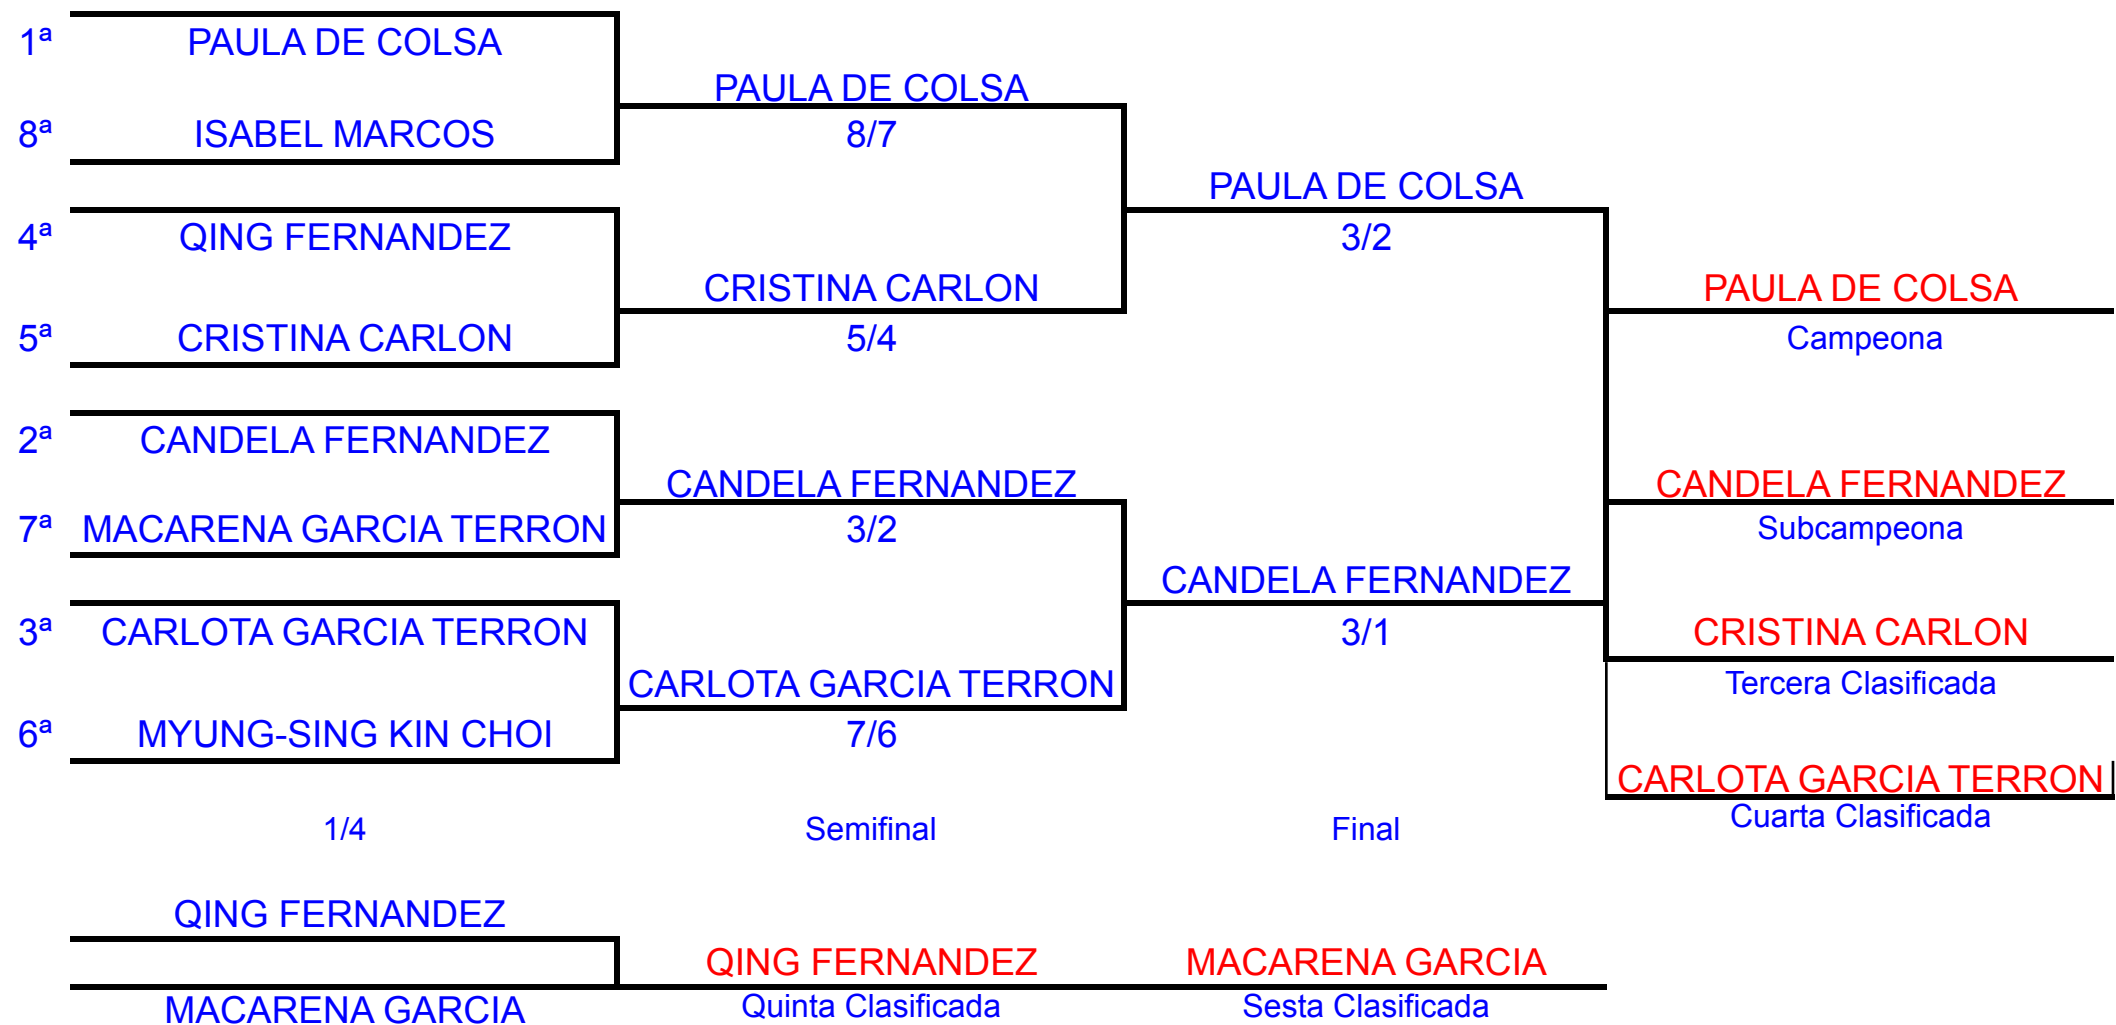 1ª PAULA DE COLSA
PAULA DE COLSA
8ª ISABEL MARCOS 8/7
PAULA DE COLSA
4ª QING FERNANDEZ 3/2
CRISTINA CARLON PAULA DE COLSA
5ª CRISTINA CARLON 5/4 Campeona
2ª CANDELA FERNANDEZ
CANDELA FERNANDEZ CANDELA FERNANDEZ
7ª MACARENA GARCIA TERRON 3/2 Subcampeona
CANDELA FERNANDEZ
3ª CARLOTA GARCIA TERRON 3/1 CRISTINA CARLON
CARLOTA GARCIA TERRON Tercera Clasificada
6ª MYUNG-SING KIN CHOI 7/6
CARLOTA GARCIA TERRON
Cuarta Clasificada
1/4 Semifinal Final
QING FERNANDEZ
QING FERNANDEZ MACARENA GARCIA
MACARENA GARCIA Quinta Clasificada Sesta Clasificada